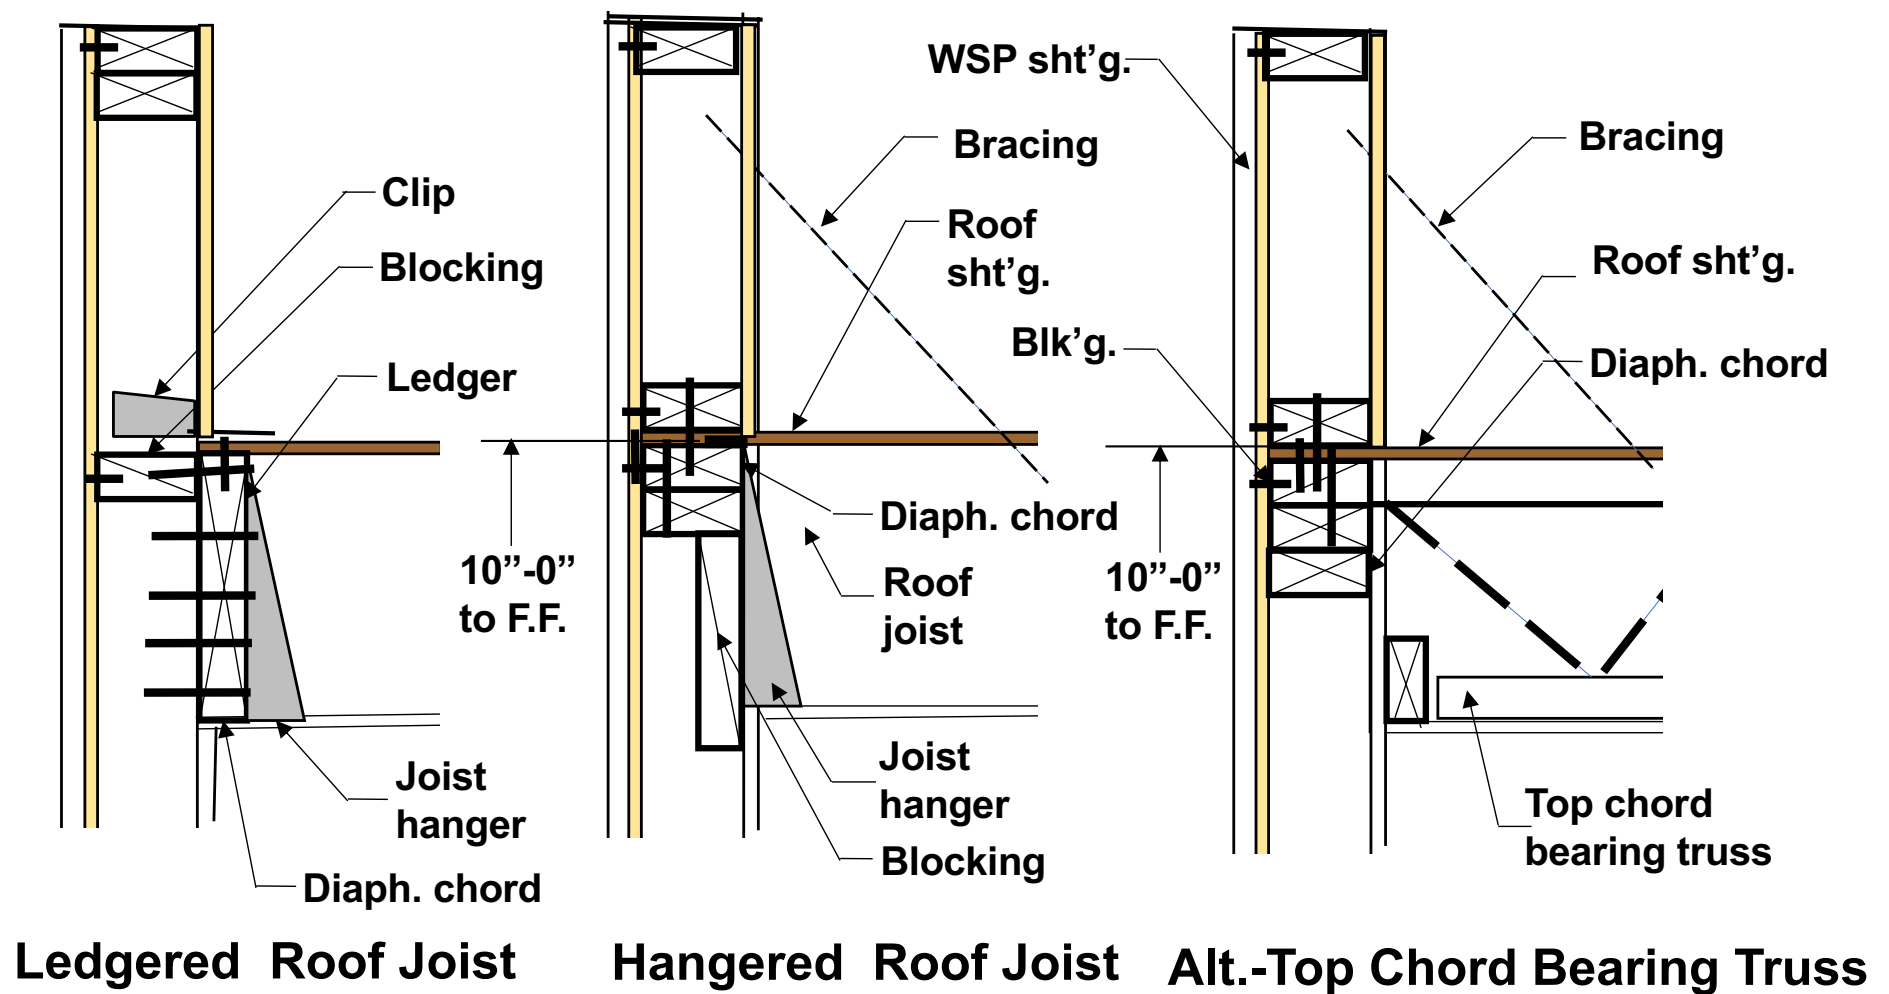 Clip
Blocking
Ledger
Joist
hanger
Diaph. chord
Ledgered Roof Joist
Bracing
Roof
sht’g.
Diaph. chord
10”-0”
to F.F.
Roof
joist
Joist
hanger
Blocking
Hangered Roof Joist
WSP sht’g.
Bracing
Roof sht’g.
Blk’g.
Diaph. chord
10”-0”
to F.F.
Top chord
bearing truss
Alt.-Top Chord Bearing Truss